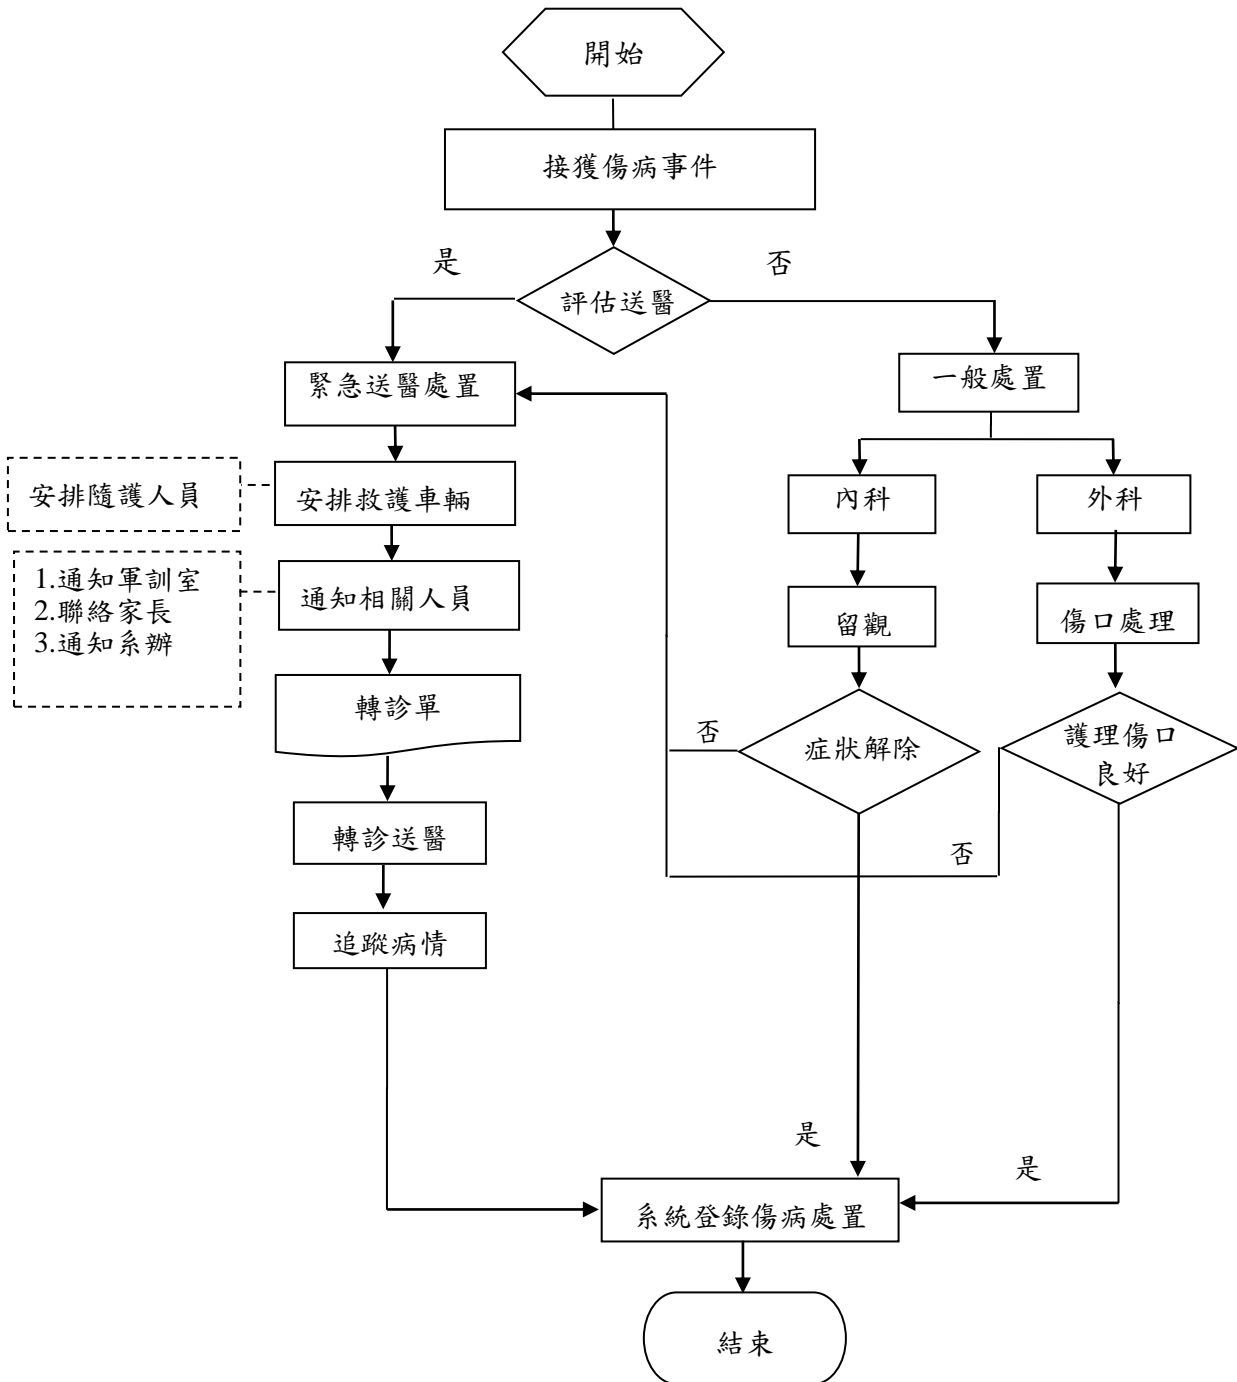 開始
接獲傷病事件
是
否
評估送醫
緊急送醫處置
一般處置
安排隨護人員
安排救護車輛
內科
外科
1.通知軍訓室
2.聯絡家長
3.通知系辦
通知相關人員
留觀
傷口處理
轉診單
否
症狀解除
護理傷口
良好
轉診送醫
否
追蹤病情
是
是
系統登錄傷病處置
結束